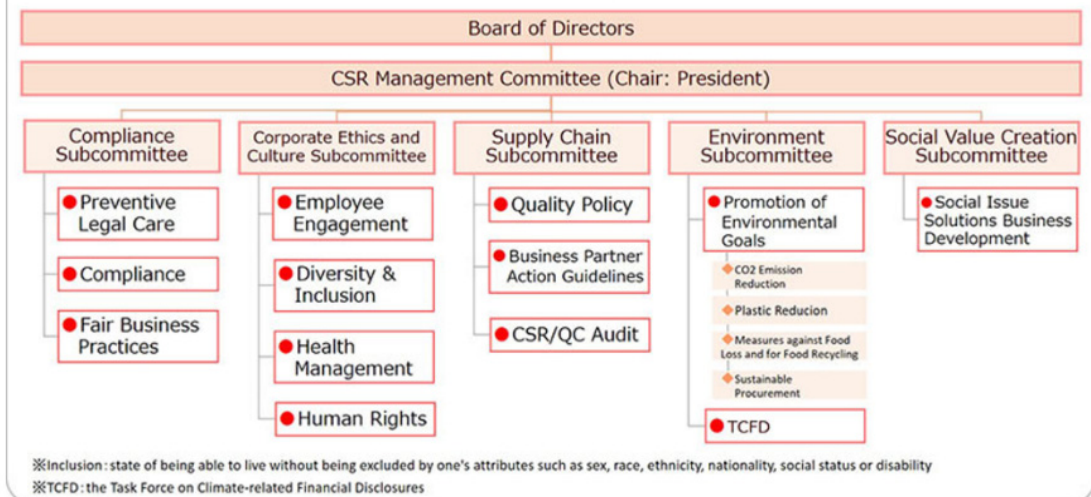 Board of Directors
CSR Management Committee (Chair: President)
Compliance
Subcommittee
Preventive
Legal Care
Compliance
Fair Business
Practices
Corporate Ethics and
Culture Subcommittee
Employee
Engagement
Diversity &
Inclusion
Health
Management
Human Rights
Supply Chain
Subcommittee
Quality Policy
Business Partner
Action Guidelines
CSR/QC Audit
Environment
Subcommittee
Promotion of
Environmental
Goals
CO2 Emission
Reduction
Plastic Reducion
Measures against Food
Loss and for Food Recycling
Sustainable
Procurement
TCFD
Social Value Creation
Subcommittee
Social Issue
Solutions Business
Development
※Inclusion: state of being able to live without being excluded by one's attributes such as sex, race, ethnicity, nationality, social status or disability
※TCFD: the Task Force on Climate-related Financial Disclosures